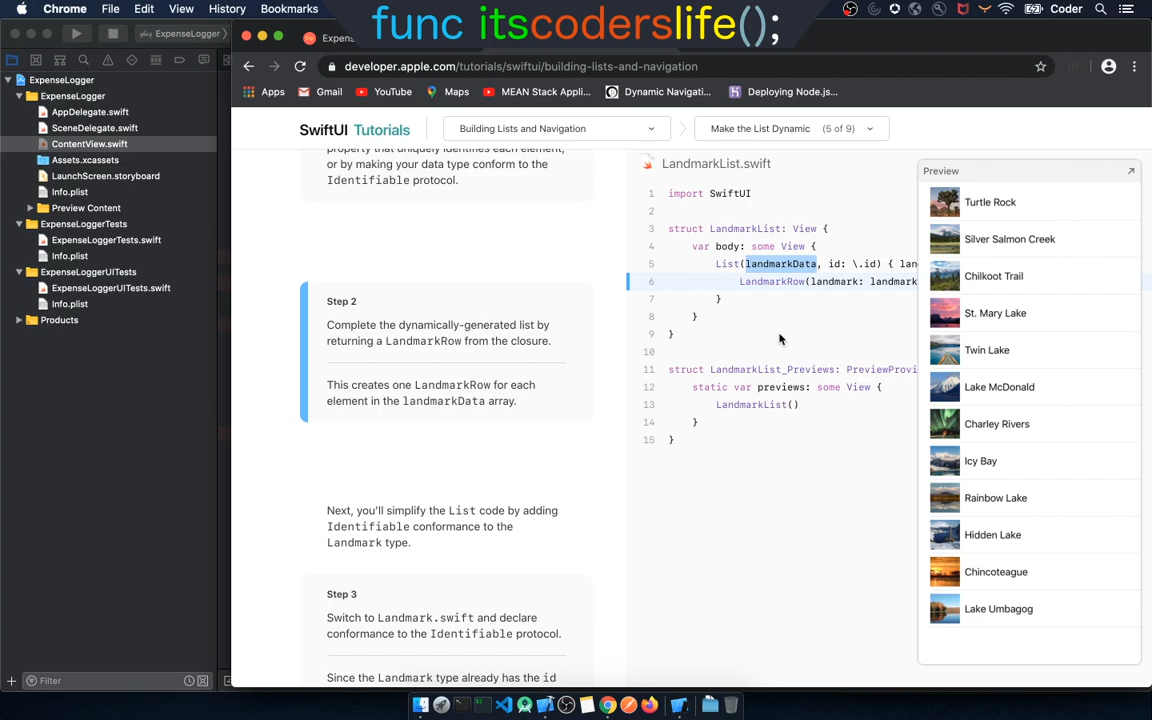 Chrome File Edit View History Bookmarks
Coder
func itscoderslife();
ExpenseLogger
Expens
developer.apple.com/tutorials/swiftui/building-lists-and-navigation
Apps Gmail YouTube Maps MEAN Stack Appli... Dynamic Navigati... Deploying Node.js...
ExpenseLogger
ExpenseLogger
AppDelegate.swift
SceneDelegate.swift
ContentView.swift
Assets.xcassets
LaunchScreen.storyboard
Info.plist
Preview Content
ExpenseLoggerTests
ExpenseLoggerTests.swift
Info.plist
ExpenseLoggerUITests
ExpenseLoggerUITests.swift
Info.plist
Products
Filter
SwiftUI Tutorials
Building Lists and Navigation
Make the List Dynamic (5 of 9)
property that uniquely identifies each element,
or by making your data type conform to the
Identifiable protocol.
Step 2
Complete the dynamically-generated list by
returning a LandmarkRow from the closure.
This creates one LandmarkRow for each
element in the landmarkData array.
Next, you'll simplify the List code by adding
Identifiable conformance to the
Landmark type.
Step 3
Switch to Landmark.swift and declare
conformance to the Identifiable protocol.
Since the Landmark type already has the id
LandmarkList.swift
1 import SwiftUI
2
3 struct LandmarkList: View {
4 var body: some View {
5 List(landmarkData, id: \.id) { lan
6 LandmarkRow(landmark: landmark
7 }
8 }
9 }
10
11 struct LandmarkList_Previews: PreviewProvi
12 static var previews: some View {
13 LandmarkList()
14 }
15 }
Preview
Turtle Rock
Silver Salmon Creek
Chilkoot Trail
St. Mary Lake
Twin Lake
Lake McDonald
Charley Rivers
Icy Bay
Rainbow Lake
Hidden Lake
Chincoteague
Lake Umbagog